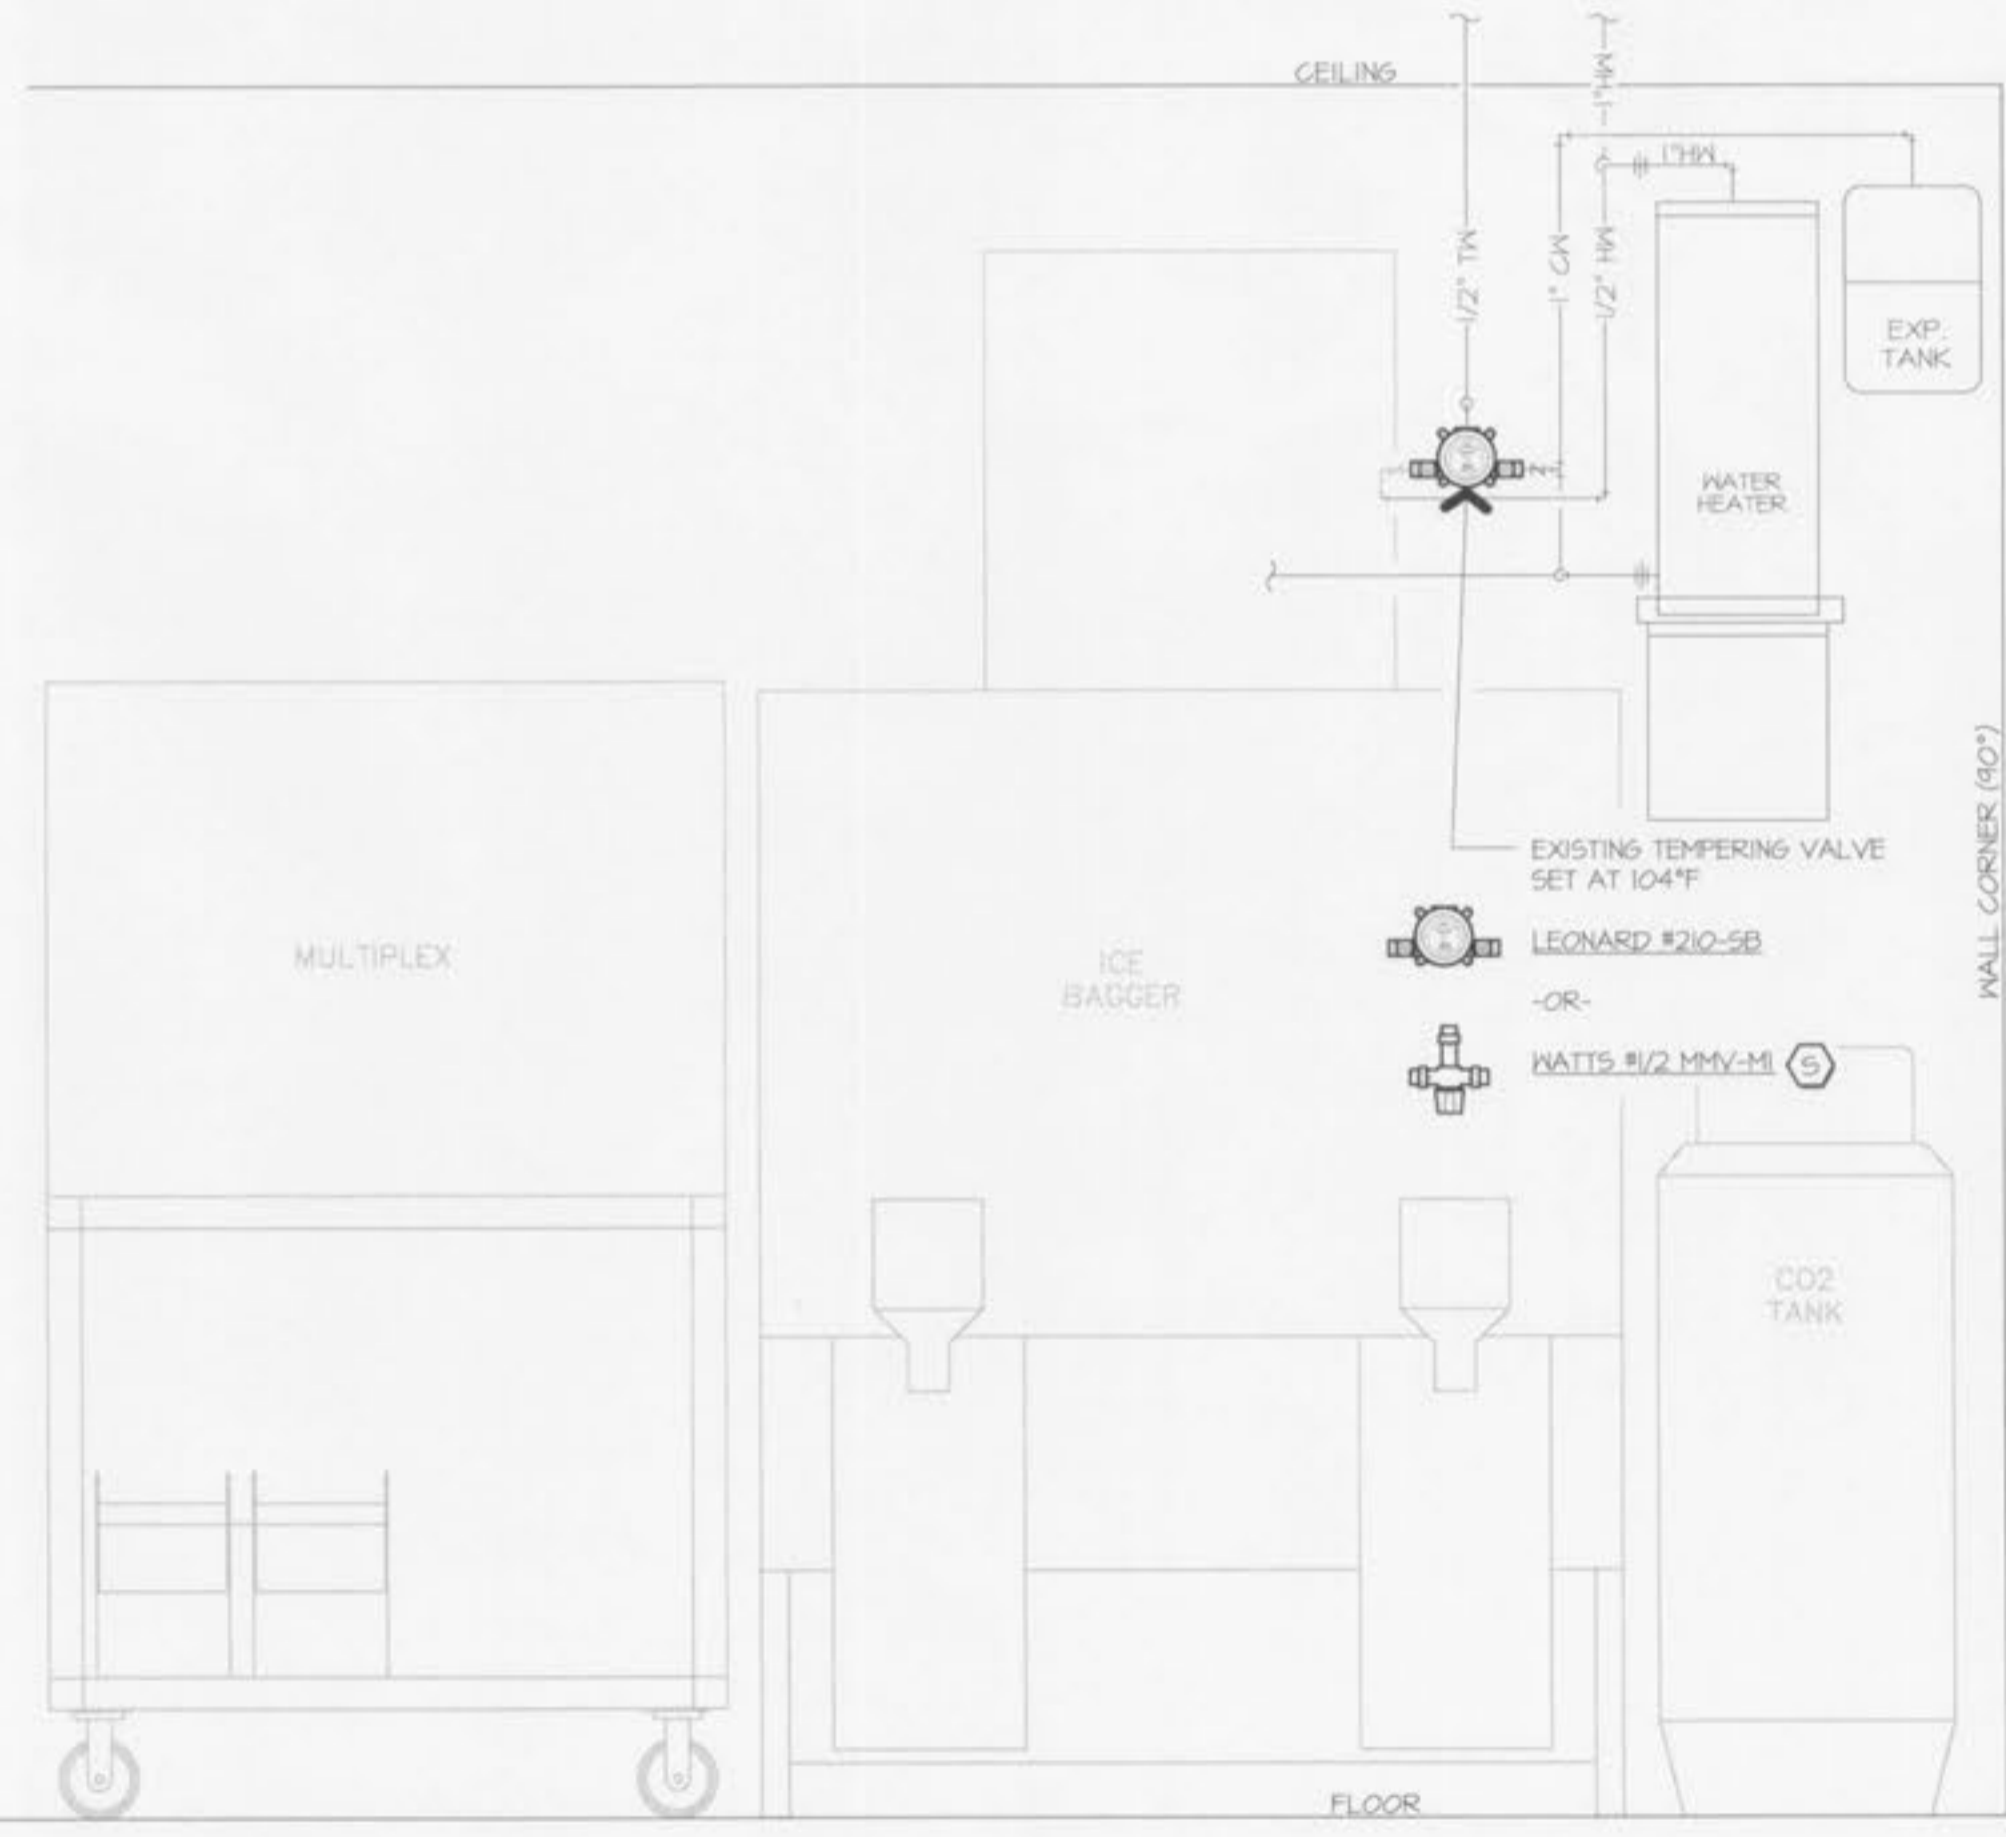 CEILING
1"HW
1"HW
1/2" TW
1" CW
1/2" HW
EXP.
TANK
WATER
HEATER
WALL CORNER (90°)
EXISTING TEMPERING VALVE
SET AT 104°F
LEONARD #210-SB
-OR-
WATTS #1/2 MMV-M1
S
MULTIPLEX
ICE
BAGGER
CO2
TANK
FLOOR